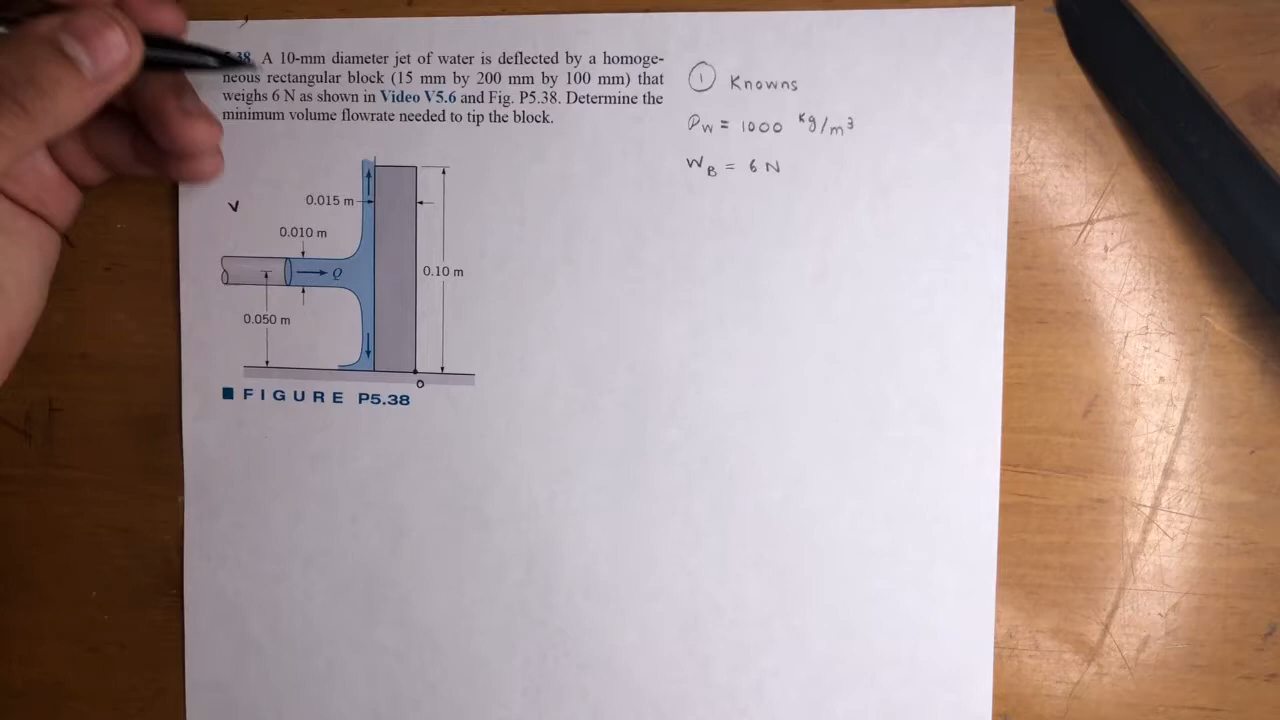 38. A 10-mm diameter jet of water is deflected by a homoge-
neous rectangular block (15 mm by 200 mm by 100 mm) that
weighs 6 N as shown in Video V5.6 and Fig. P5.38. Determine the
minimum volume flowrate needed to tip the block.
① Knowns
ρw = 1000 kg/m³
WB = 6 N
V
0.015 m
0.010 m
Q
0.10 m
0.050 m
O
FIGURE P5.38